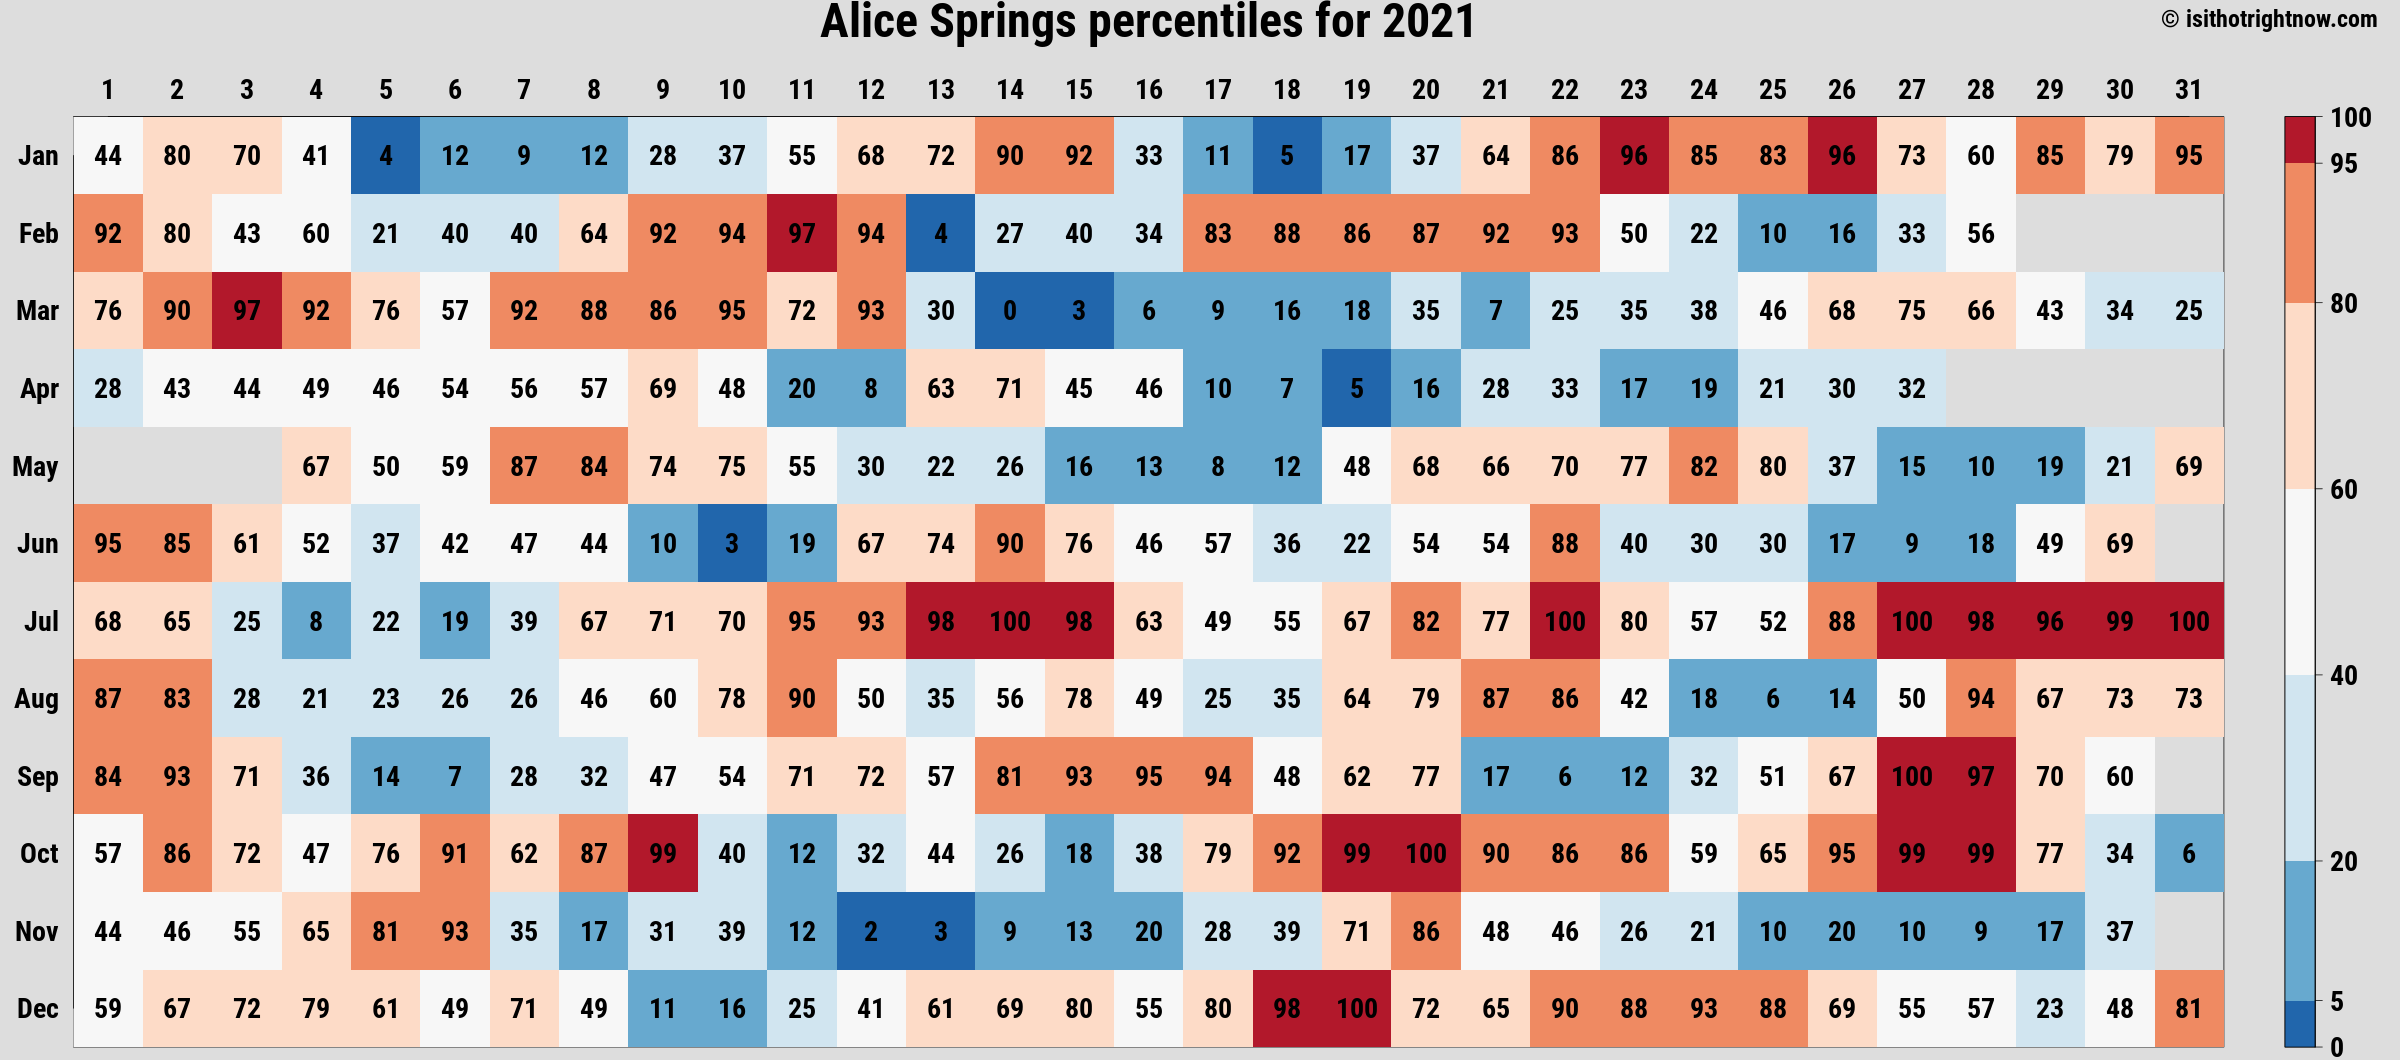 Alice Springs percentiles for 2021
© isithotrightnow.com
1 2 3 4 5 6 7 8 9 10 11 12 13 14 15 16 17 18 19 20 21 22 23 24 25 26 27 28 29 30 31
Jan 44 80 70 41 4 12 9 12 28 37 55 68 72 90 92 33 11 5 17 37 64 86 96 85 83 96 73 60 85 79 95
Feb 92 80 43 60 21 40 40 64 92 94 97 94 4 27 40 34 83 88 86 87 92 93 50 22 10 16 33 56
Mar 76 90 97 92 76 57 92 88 86 95 72 93 30 0 3 6 9 16 18 35 7 25 35 38 46 68 75 66 43 34 25
Apr 28 43 44 49 46 54 56 57 69 48 20 8 63 71 45 46 10 7 5 16 28 33 17 19 21 30 32
May 67 50 59 87 84 74 75 55 30 22 26 16 13 8 12 48 68 66 70 77 82 80 37 15 10 19 21 69
Jun 95 85 61 52 37 42 47 44 10 3 19 67 74 90 76 46 57 36 22 54 54 88 40 30 30 17 9 18 49 69
Jul 68 65 25 8 22 19 39 67 71 70 95 93 98 100 98 63 49 55 67 82 77 100 80 57 52 88 100 98 96 99 100
Aug 87 83 28 21 23 26 26 46 60 78 90 50 35 56 78 49 25 35 64 79 87 86 42 18 6 14 50 94 67 73 73
Sep 84 93 71 36 14 7 28 32 47 54 71 72 57 81 93 95 94 48 62 77 17 6 12 32 51 67 100 97 70 60
Oct 57 86 72 47 76 91 62 87 99 40 12 32 44 26 18 38 79 92 99 100 90 86 86 59 65 95 99 99 77 34 6
Nov 44 46 55 65 81 93 35 17 31 39 12 2 3 9 13 20 28 39 71 86 48 46 26 21 10 20 10 9 17 37
Dec 59 67 72 79 61 49 71 49 11 16 25 41 61 69 80 55 80 98 100 72 65 90 88 93 88 69 55 57 23 48 81
100
95
80
60
40
20
5
0